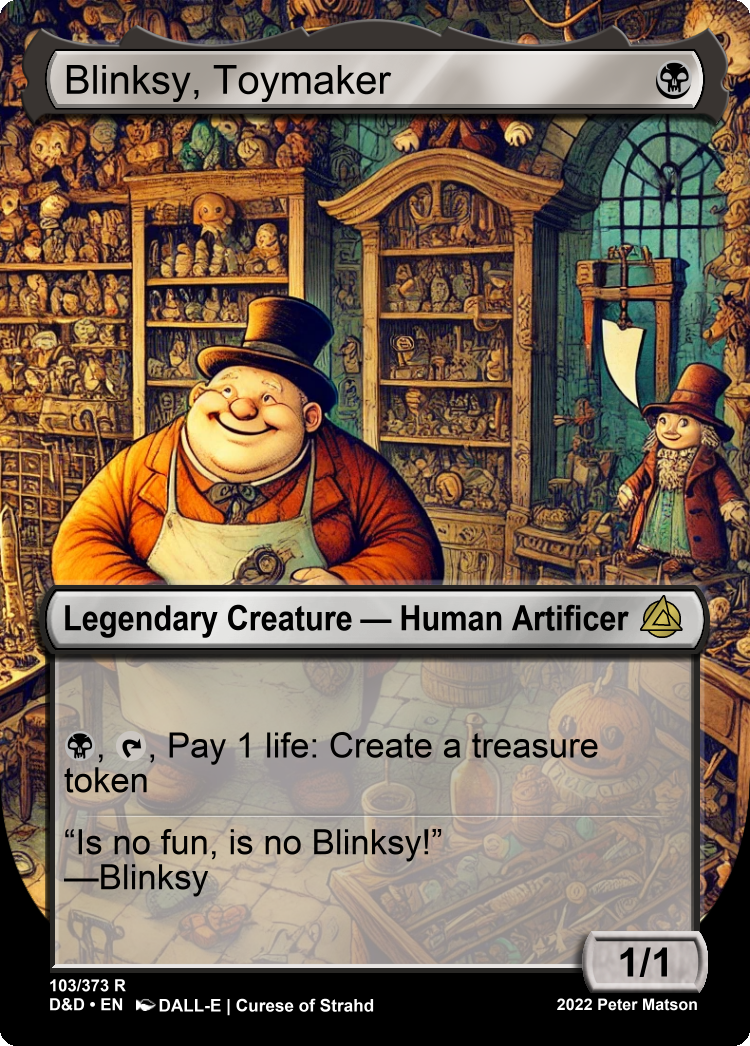 Blinksy, Toymaker
Legendary Creature — Human Artificer
, , Pay 1 life: Create a treasure
token
“Is no fun, is no Blinksy!”
—Blinksy
1/1
103/373 R
D&D • EN DALL-E | Curese of Strahd
2022 Peter Matson